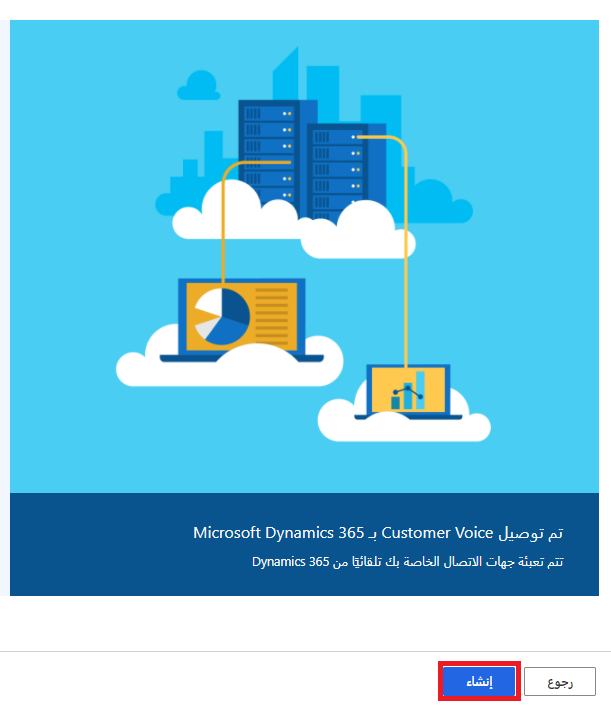 تم توصيل Customer Voice بـ Microsoft Dynamics 365
تتم تعبئة جهات الاتصال الخاصة بك تلقائيًا من Dynamics 365
رجوع
إنشاء